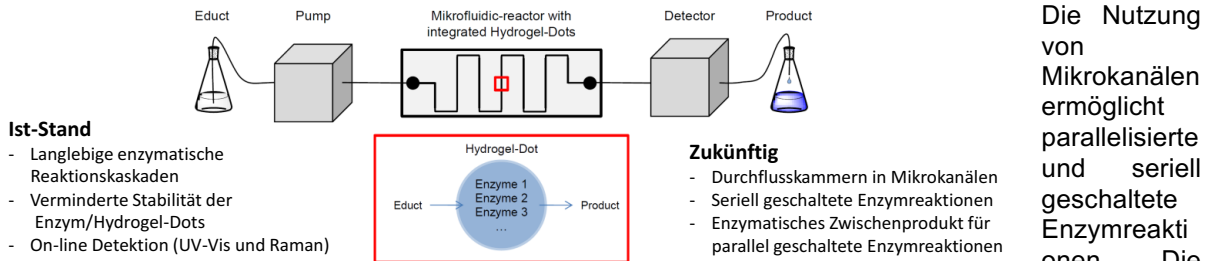 Educt
Pump
Mikrofluidic-reactor with
integrated Hydrogel-Dots
Detector
Product
Ist-Stand
- Langlebige enzymatische
Reaktionskaskaden
- Verminderte Stabilität der
Enzym/Hydrogel-Dots
- On-line Detektion (UV-Vis und Raman)
Hydrogel-Dot
Educt
Enzyme 1
Enzyme 2
Enzyme 3
...
Product
Zukünftig
- Durchflusskammern in Mikrokanälen
- Seriell geschaltete Enzymreaktionen
- Enzymatisches Zwischenprodukt für
parallel geschaltete Enzymreaktionen
Die Nutzung
von
Mikrokanälen
ermöglicht
parallelisierte
und seriell
geschaltete
Enzymreakti
onen. Die